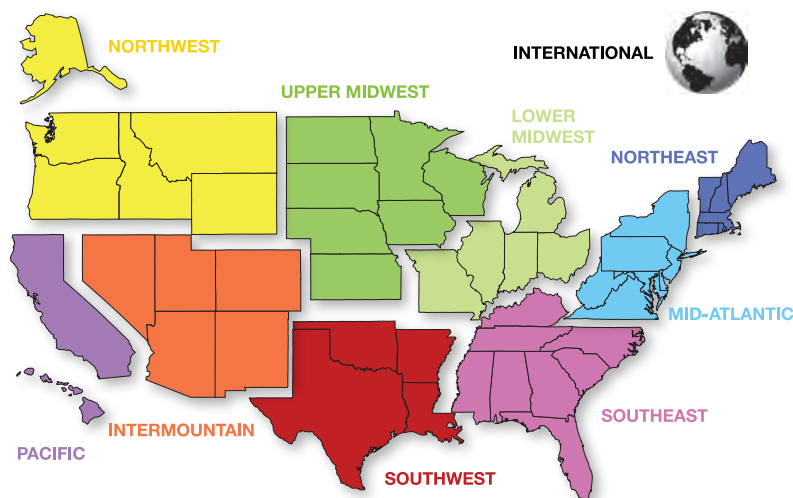 NORTHWEST
INTERNATIONAL
UPPER MIDWEST
LOWER
MIDWEST
NORTHEAST
MID-ATLANTIC
SOUTHEAST
INTERMOUNTAIN
PACIFIC
SOUTHWEST